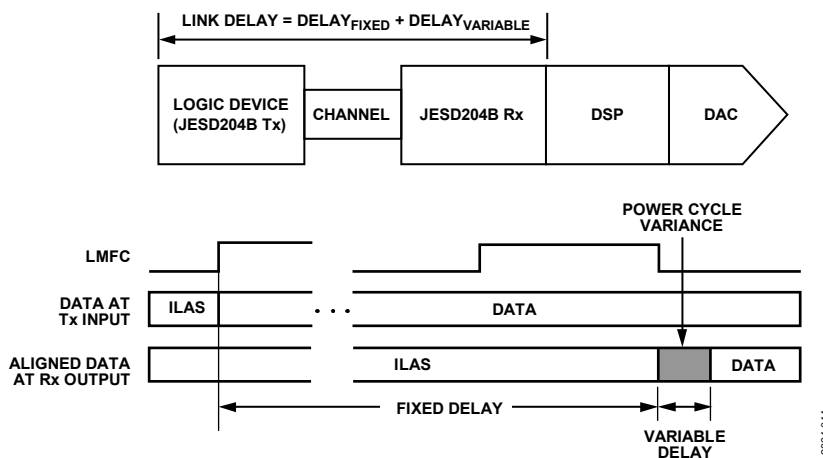 LINK DELAY = DELAYFIXED + DELAYVARIABLE
LOGIC DEVICE
(JESD204B Tx)
CHANNEL
JESD204B Rx
DSP
DAC
POWER CYCLE
VARIANCE
LMFC
DATA AT
Tx INPUT
ILAS
. . .
DATA
ALIGNED DATA
AT Rx OUTPUT
ILAS
DATA
FIXED DELAY
VARIABLE
DELAY